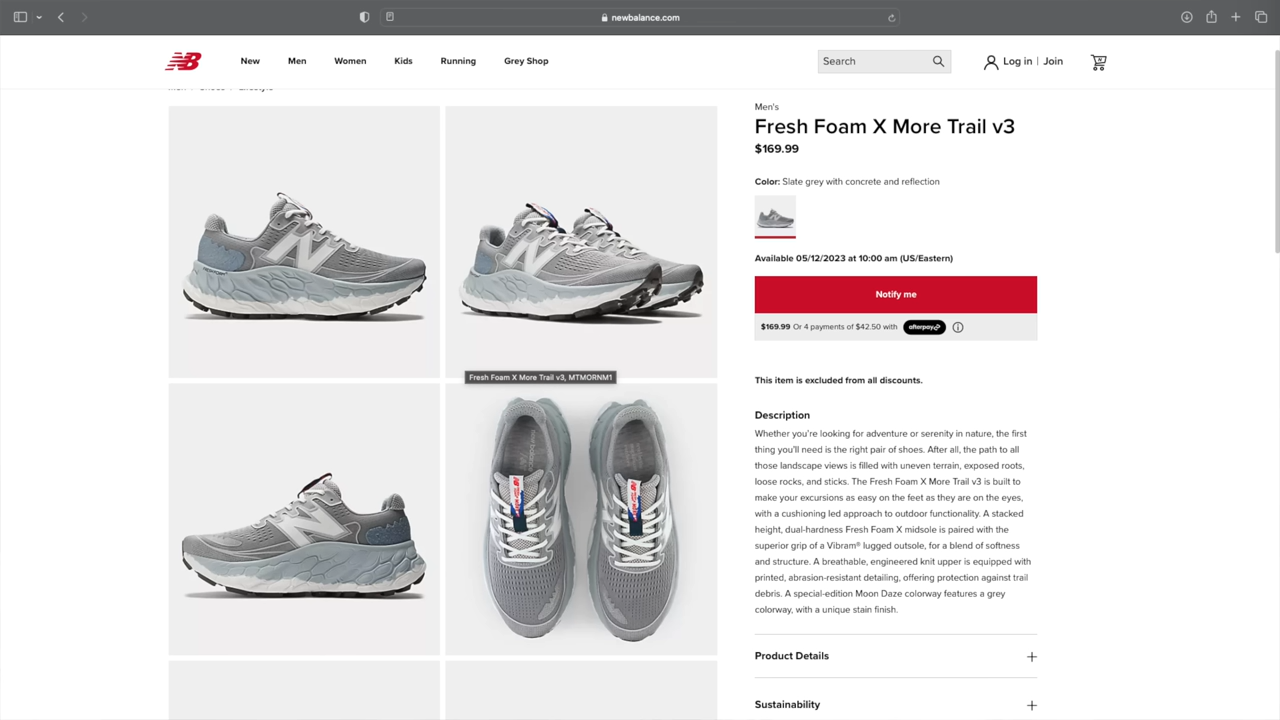 newbalance.com
NB
New
Men
Women
Kids
Running
Grey Shop
Search
Log in | Join
Men's
Fresh Foam X More Trail v3
$169.99
Color: Slate grey with concrete and reflection
Available 05/12/2023 at 10:00 am (US/Eastern)
Notify me
$169.99 Or 4 payments of $42.50 with afterpay
This item is excluded from all discounts.
Fresh Foam X More Trail v3, MTMORNM1
Description
Whether you're looking for adventure or serenity in nature, the first
thing you'll need is the right pair of shoes. After all, the path to all
those landscape views is filled with uneven terrain, exposed roots,
loose rocks, and sticks. The Fresh Foam X More Trail v3 is built to
make your excursions as easy on the feet as they are on the eyes,
with a cushioning led approach to outdoor functionality. A stacked
height, dual-hardness Fresh Foam X midsole is paired with the
superior grip of a Vibram® lugged outsole, for a blend of softness
and structure. A breathable, engineered knit upper is equipped with
printed, abrasion-resistant detailing, offering protection against trail
debris. A special-edition Moon Daze colorway features a grey
colorway, with a unique stain finish.
Product Details
Sustainability